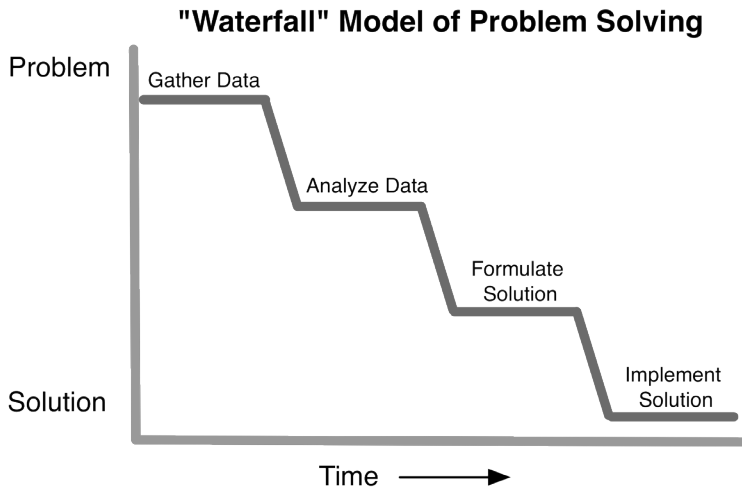 "Waterfall" Model of Problem Solving
Problem
Gather Data
Analyze Data
Formulate
Solution
Implement
Solution
Solution
Time